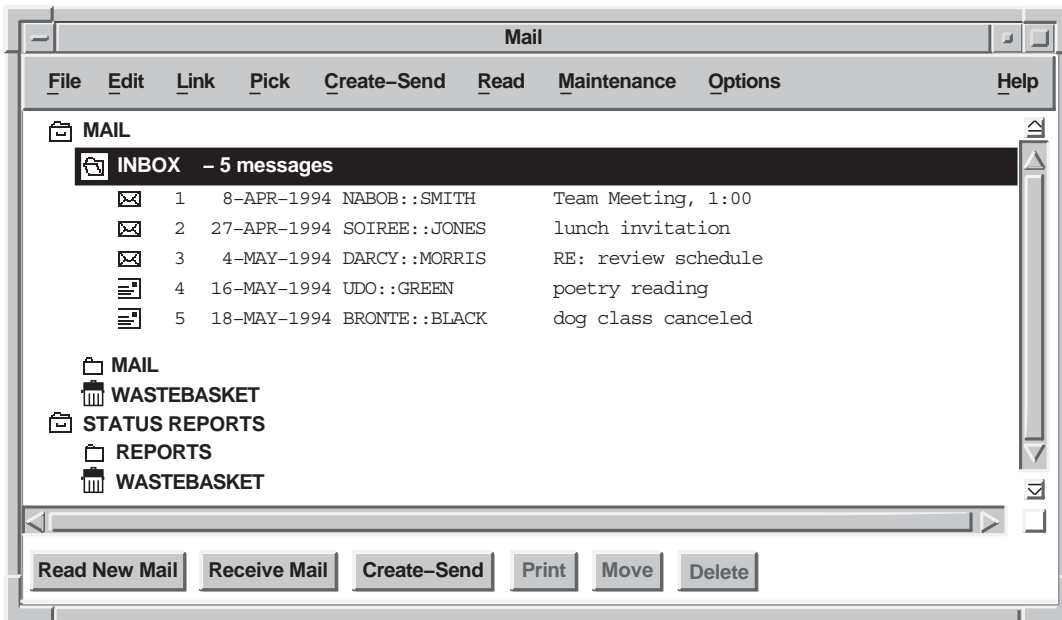 Mail
File Edit Link Pick Create–Send Read Maintenance Options Help
MAIL
INBOX – 5 messages
1 8–APR–1994 NABOB::SMITH Team Meeting, 1:00
2 27–APR–1994 SOIREE::JONES lunch invitation
3 4–MAY–1994 DARCY::MORRIS RE: review schedule
4 16–MAY–1994 UDO::GREEN poetry reading
5 18–MAY–1994 BRONTE::BLACK dog class canceled
MAIL
WASTEBASKET
STATUS REPORTS
REPORTS
WASTEBASKET
Read New Mail Receive Mail Create–Send Print Move Delete